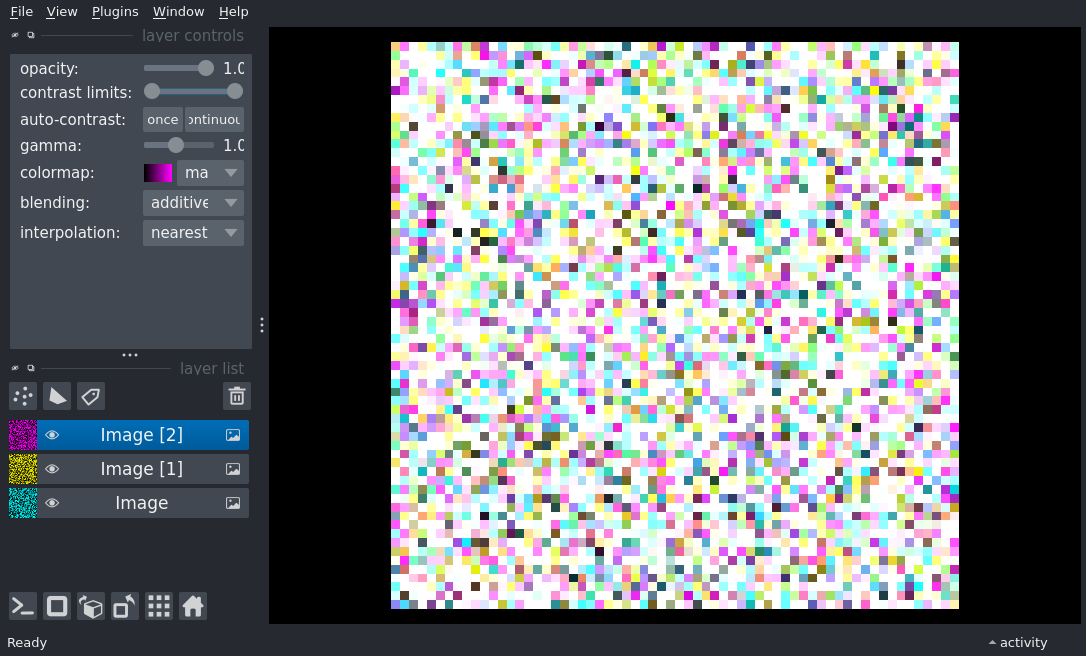 File View Plugins Window Help
layer controls
opacity: 1.0
contrast limits:
auto-contrast: once ontinuou
gamma: 1.0
colormap: ma
blending: additive
interpolation: nearest
layer list
Image [2]
Image [1]
Image
Ready activity